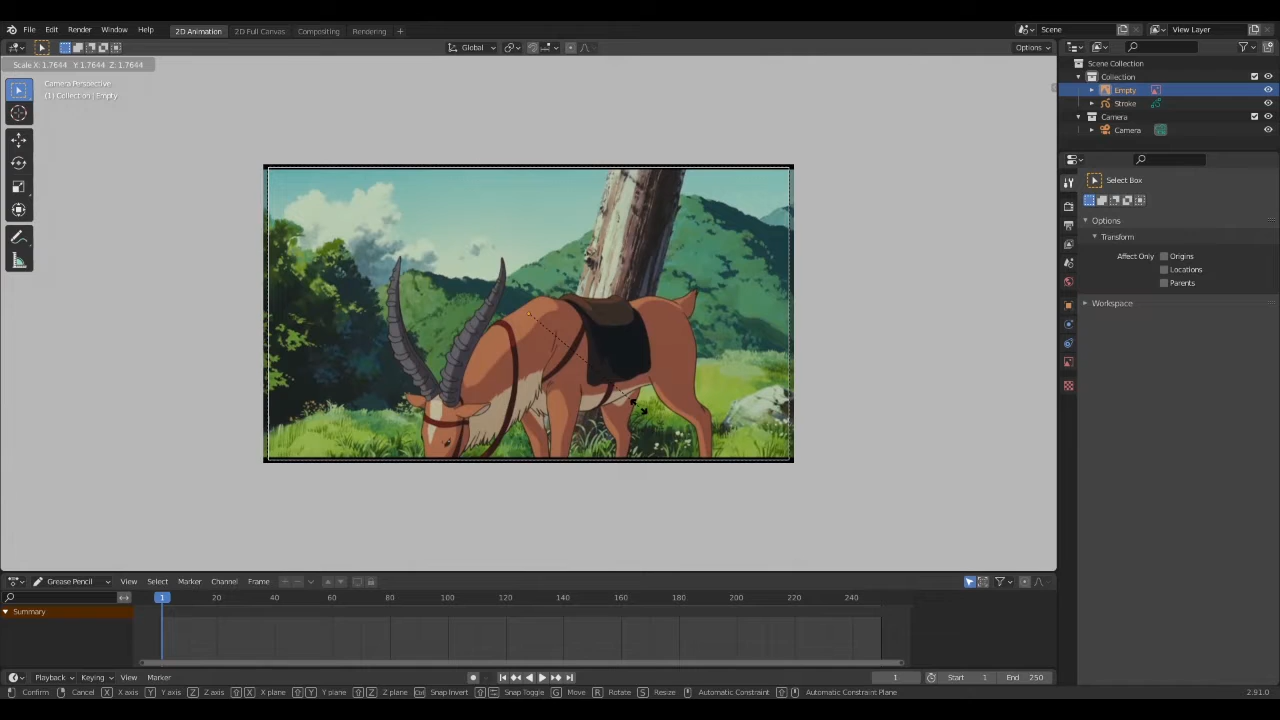 File Edit Render Window Help 2D Animation 2D Full Canvas Compositing Rendering + Scene View Layer
Global Options
Scale X: 1.7644 Y: 1.7644 Z: 1.7644
Camera Perspective
(1) Collection | Empty
Scene Collection
Collection
Empty
Stroke
Camera
Camera
Select Box
Options
Transform
Affect Only Origins
Locations
Parents
Workspace
Grease Pencil View Select Marker Channel Frame
1 20 40 60 80 100 120 140 160 180 200 220 240
Summary
Playback Keying View Marker 1 Start 1 End 250
Confirm Cancel X X axis Y Y axis Z Z axis X X plane Y Y plane Z Z plane Snap Invert Snap Toggle G Move R Rotate S Resize Automatic Constraint Automatic Constraint Plane 2.91.0